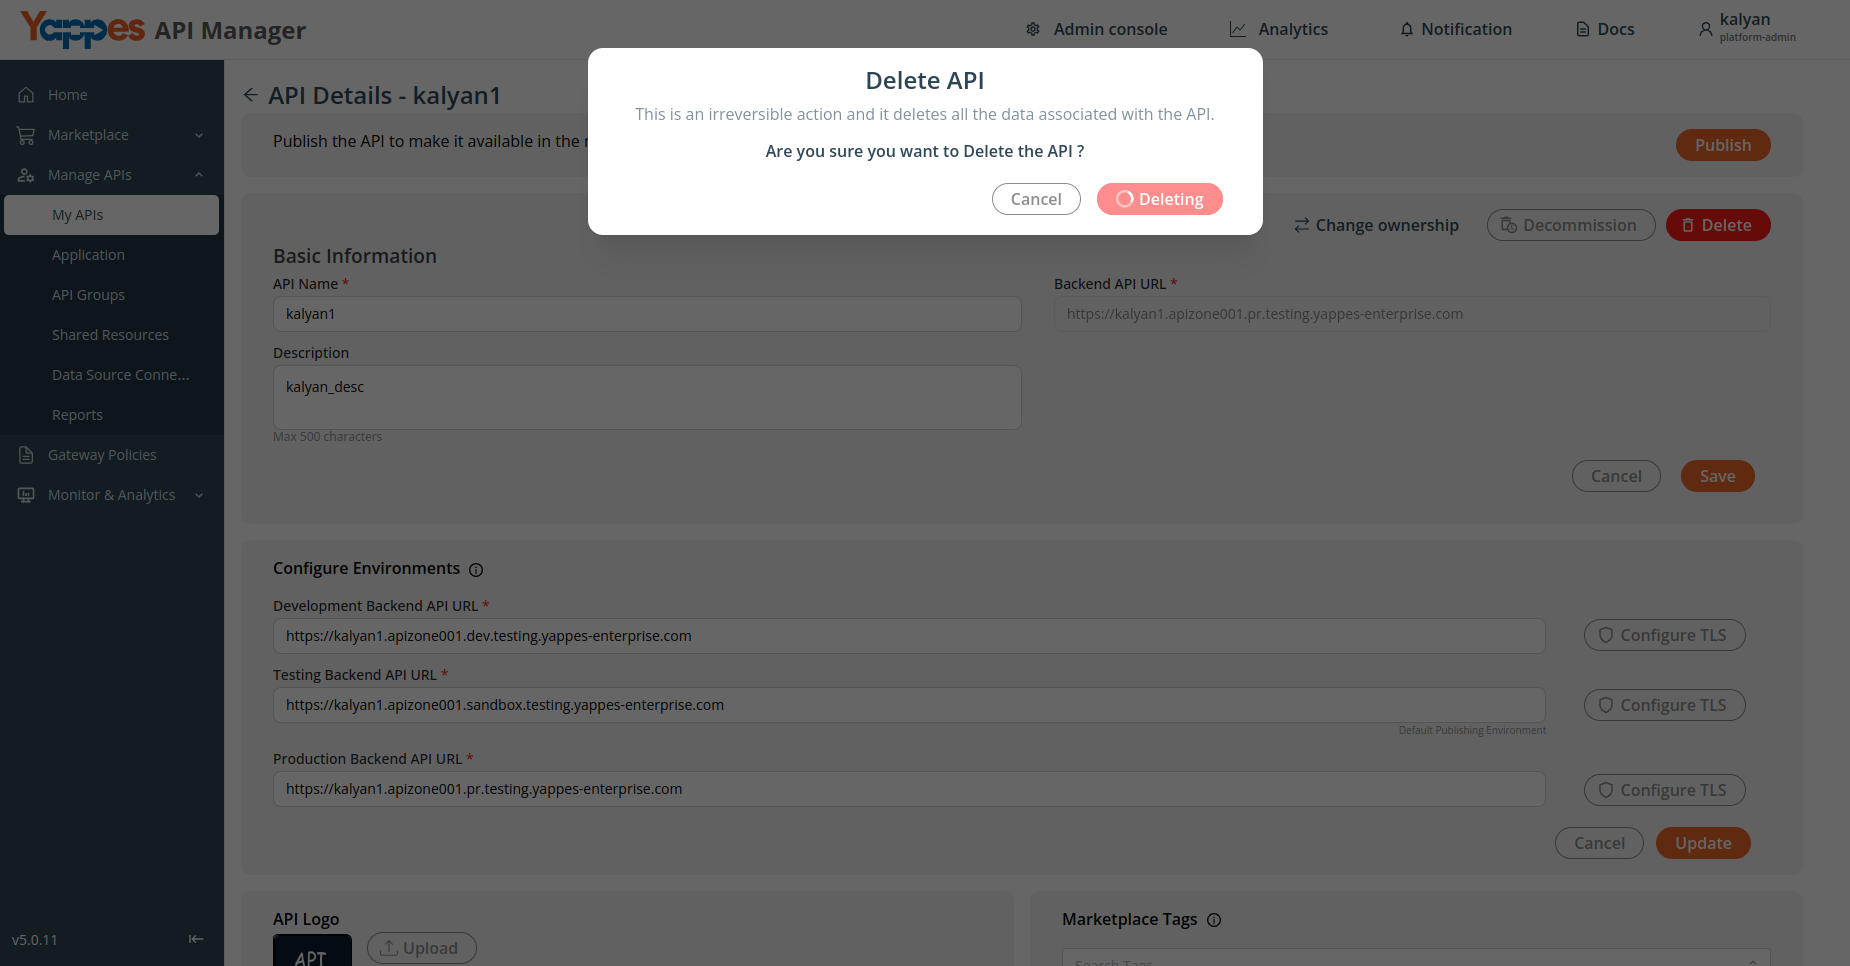 Yappes API Manager
Admin console
Analytics
Notification
Docs
kalyan
platform-admin
Home
Marketplace
Manage APIs
My APIs
Application
API Groups
Shared Resources
Data Source Conne...
Reports
Gateway Policies
Monitor & Analytics
v5.0.11
API Details - kalyan1
Publish the API to make it available in the
Publish
Delete API
This is an irreversible action and it deletes all the data associated with the API.
Are you sure you want to Delete the API ?
Cancel
Deleting
Change ownership
Decommission
Delete
Basic Information
API Name *
kalyan1
Backend API URL *
https://kalyan1.apizone001.pr.testing.yappes-enterprise.com
Description
kalyan_desc
Max 500 characters
Cancel
Save
Configure Environments
Development Backend API URL *
https://kalyan1.apizone001.dev.testing.yappes-enterprise.com
Configure TLS
Testing Backend API URL *
https://kalyan1.apizone001.sandbox.testing.yappes-enterprise.com
Configure TLS
Default Publishing Environment
Production Backend API URL *
https://kalyan1.apizone001.pr.testing.yappes-enterprise.com
Configure TLS
Cancel
Update
API Logo
API
Upload
Marketplace Tags
Search Tags